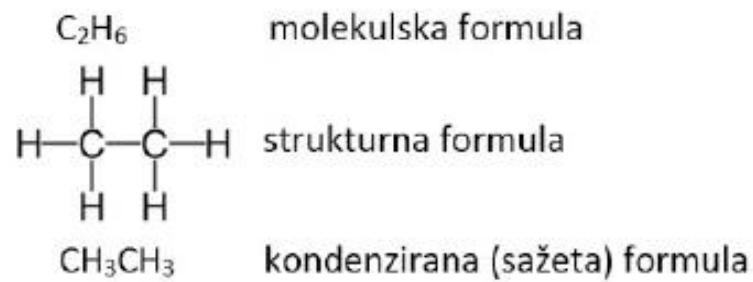 C₂H₆ molekulska formula
H H
H—C—C—H strukturna formula
H H
CH₃CH₃ kondenzirana (sažeta) formula